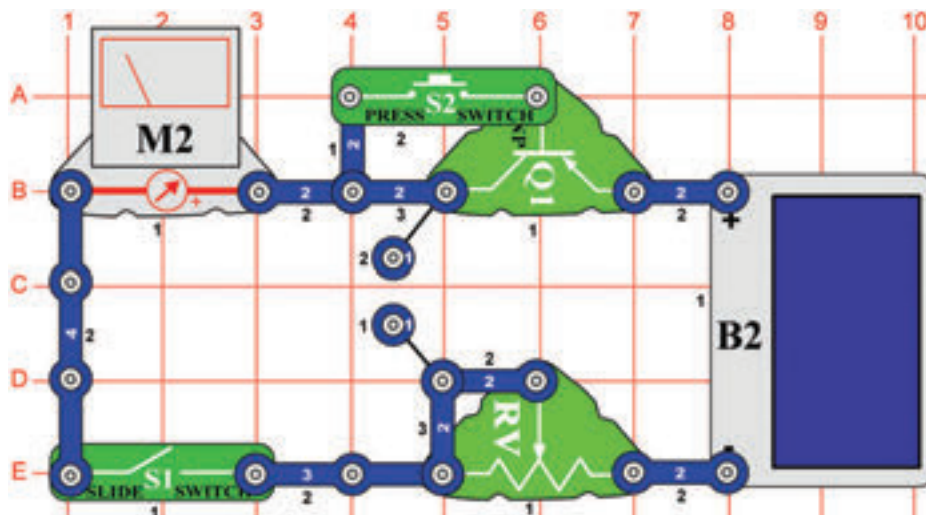 1 2 3 4 5 6 7 8 9 10
A
PRESS S2 SWITCH
M2
1 2 2
NP
B
+
2 2 Q1 2
1 2 3 1 2
+
2 1
C
1
4 2
1 1
B2
2
D
2
3 2
RV
-
E
SLIDE S1 SWITCH
3 2
1 2 1 2